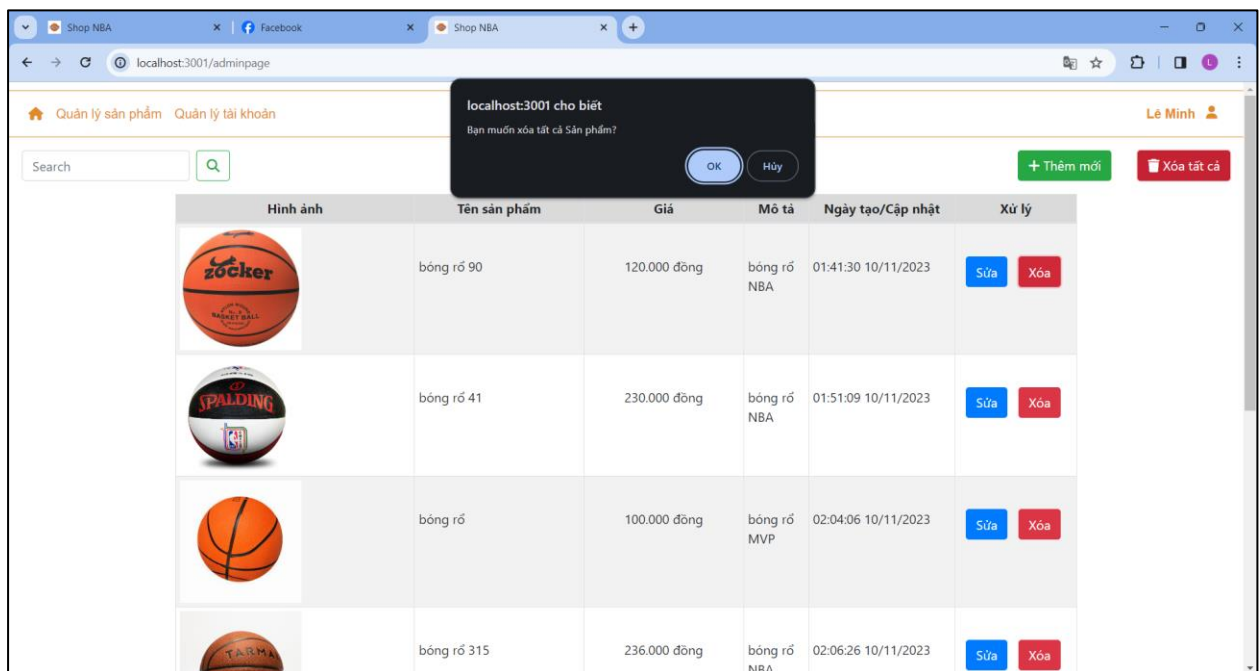 Shop NBA
Facebook
Shop NBA
localhost:3001/adminpage
L
localhost:3001 cho biết
Bạn muốn xóa tất cả Sản phẩm?
OK
Hủy
Quản lý sản phẩm Quản lý tài khoản
Lê Minh
Search
+ Thêm mới
Xóa tất cả
Hình ảnh Tên sản phẩm Giá Mô tả Ngày tạo/Cập nhật Xử lý
zocker
BASKET BALL
bóng rổ 90 120.000 đồng bóng rổ 01:41:30 10/11/2023 Sửa Xóa
NBA
SPALDING
bóng rổ 41 230.000 đồng bóng rổ 01:51:09 10/11/2023 Sửa Xóa
NBA
bóng rổ 100.000 đồng bóng rổ 02:04:06 10/11/2023 Sửa Xóa
MVP
TARMA
bóng rổ 315 236.000 đồng bóng rổ 02:06:26 10/11/2023 Sửa Xóa
NBA